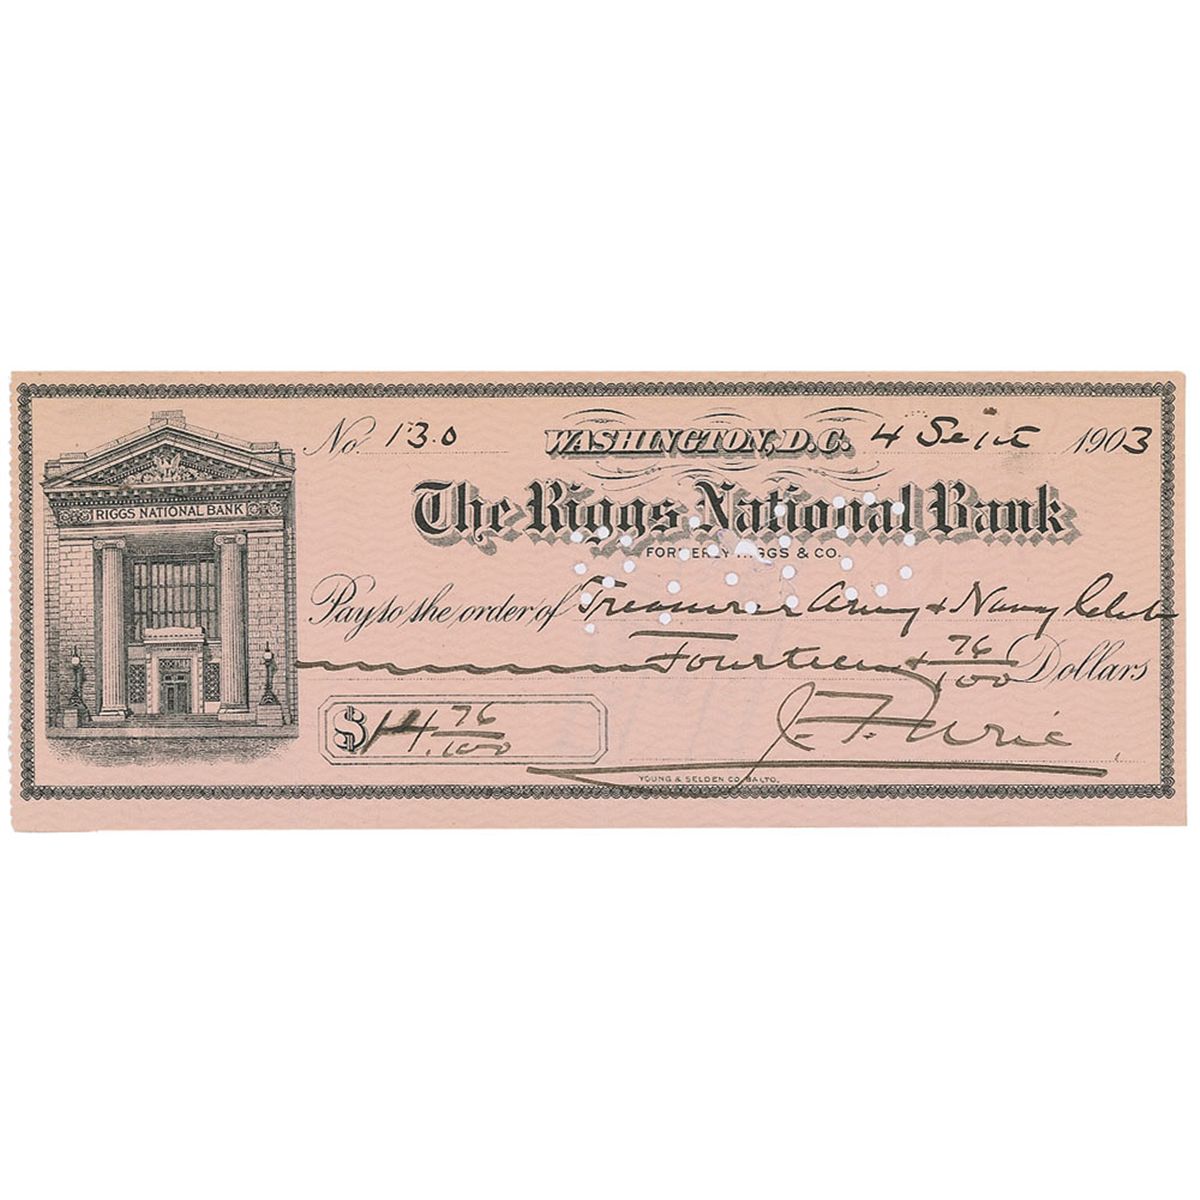 No. 130 WASHINGTON, D.C. 4 Sept 1903
RIGGS NATIONAL BANK
The Riggs National Bank
FORMERLY RIGGS & CO.
Pay to the order of Treasurer Army & Navy Club
Fourteen & 76/100 Dollars
$14.76/100
J. F.
YOUNG & SELDEN CO. BALTO.